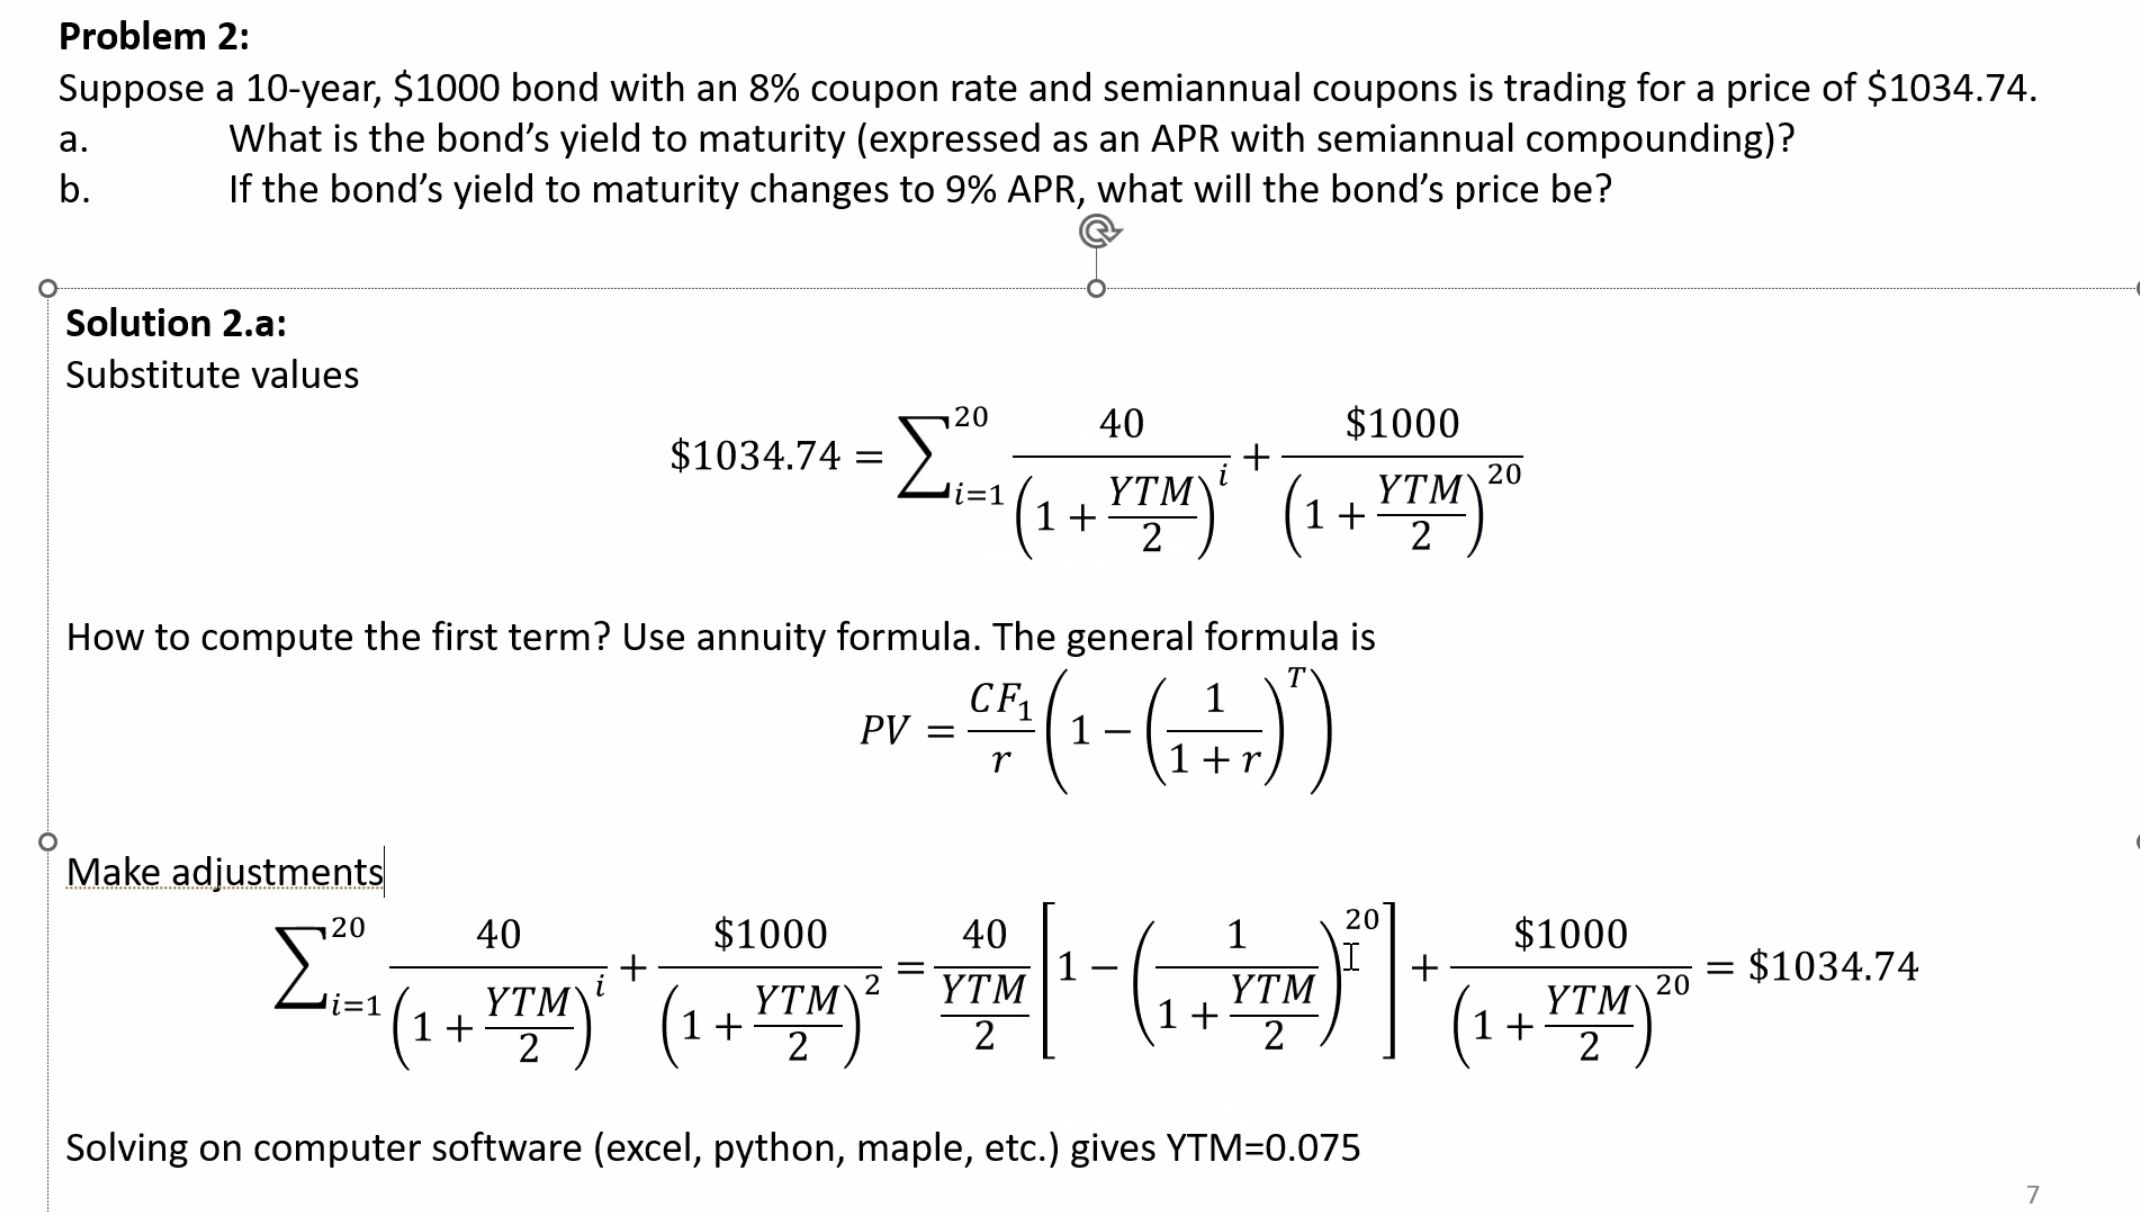 Problem 2:
Suppose a 10-year, $1000 bond with an 8% coupon rate and semiannual coupons is trading for a price of $1034.74.
a. What is the bond’s yield to maturity (expressed as an APR with semiannual compounding)?
b. If the bond’s yield to maturity changes to 9% APR, what will the bond’s price be?
Solution 2.a:
Substitute values
$1034.74 = \sum_{i=1}^{20} \frac{40}{\left(1 + \frac{YTM}{2}\right)^i} + \frac{$1000}{\left(1 + \frac{YTM}{2}\right)^{20}}
How to compute the first term? Use annuity formula. The general formula is
PV = \frac{CF_1}{r} \left(1 - \left(\frac{1}{1 + r}\right)^T\right)
Make adjustments
\sum_{i=1}^{20} \frac{40}{\left(1 + \frac{YTM}{2}\right)^i} + \frac{$1000}{\left(1 + \frac{YTM}{2}\right)^2} = \frac{40}{\frac{YTM}{2}} \left[1 - \left(\frac{1}{1 + \frac{YTM}{2}}\right)^{20}\right] + \frac{$1000}{\left(1 + \frac{YTM}{2}\right)^{20}} = $1034.74
Solving on computer software (excel, python, maple, etc.) gives YTM=0.075
7